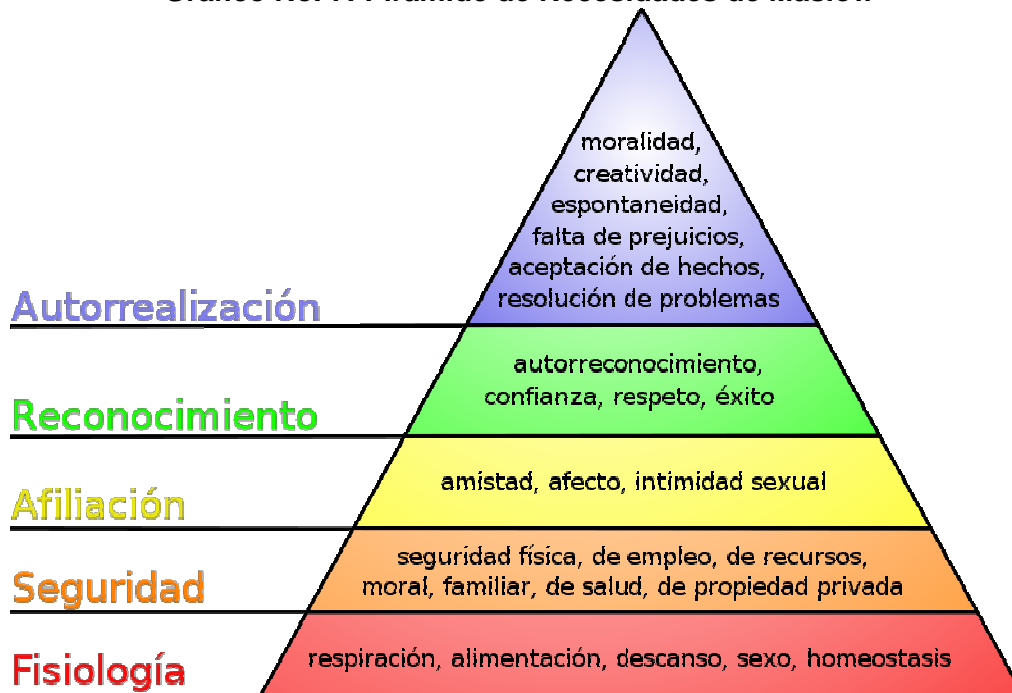 moralidad,
creatividad,
espontaneidad,
falta de prejuicios,
aceptación de hechos,
resolución de problemas
Autorrealización
autorreconocimiento,
confianza, respeto, éxito
Reconocimiento
amistad, afecto, intimidad sexual
Afiliación
seguridad física, de empleo, de recursos,
moral, familiar, de salud, de propiedad privada
Seguridad
respiración, alimentación, descanso, sexo, homeostasis
Fisiología